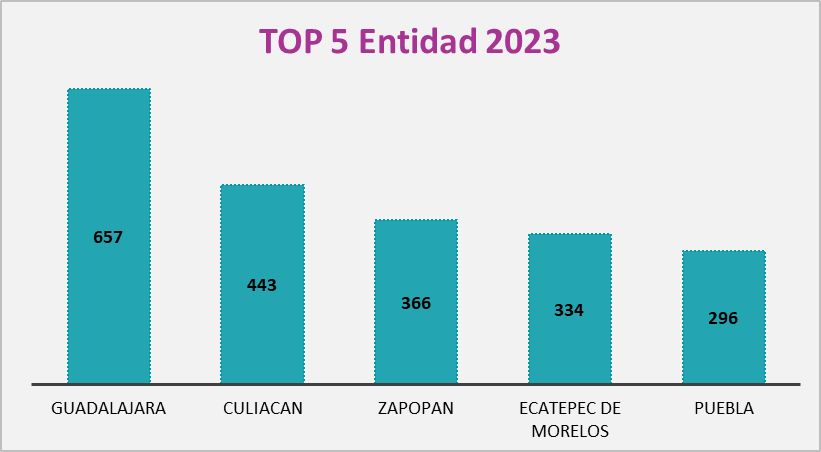 TOP 5 Entidad 2023
657
443
366
334
296
GUADALAJARA
CULIACAN
ZAPOPAN
ECATEPEC DE
MORELOS
PUEBLA